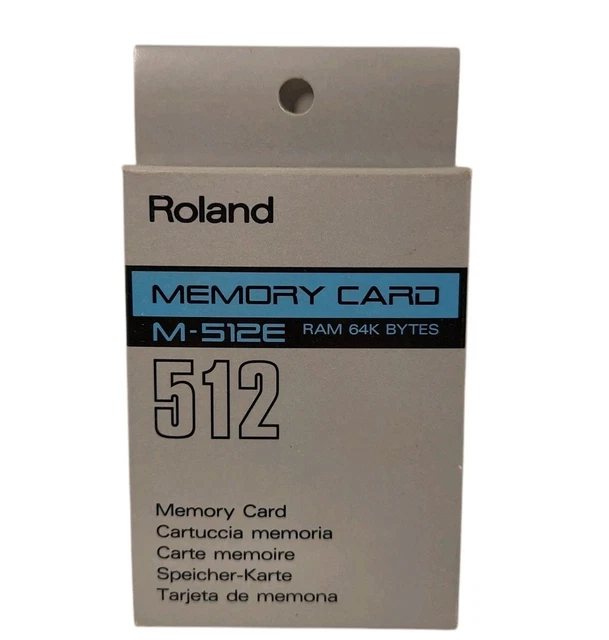 Roland
MEMORY CARD
M-512E RAM 64K BYTES
512
Memory Card
Cartuccia memoria
Carte memoire
Speicher-Karte
Tarjeta de memona